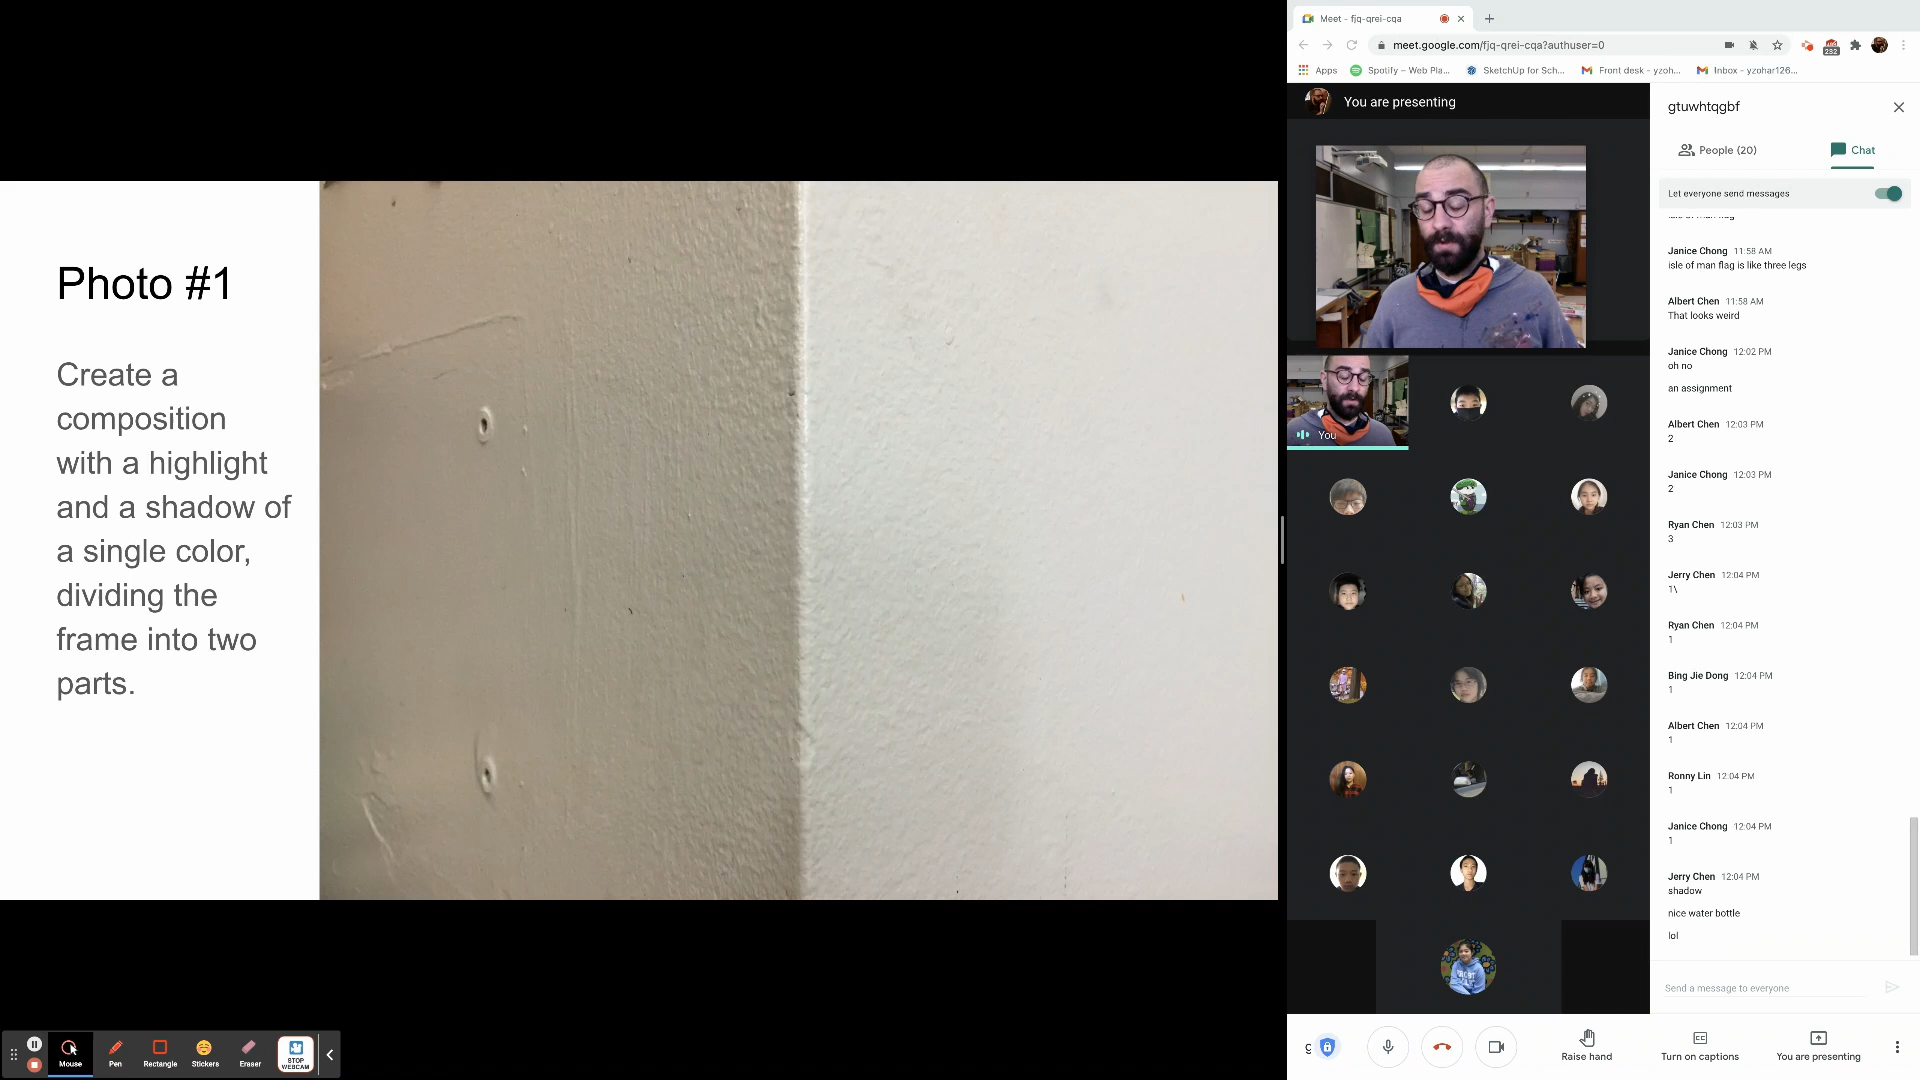 Photo #1
Create a
composition
with a highlight
and a shadow of
a single color,
dividing the
frame into two
parts.
Mouse
Pen
Rectangle
Stickers
Eraser
STOP
WEBCAM
Meet - fjq-qrei-cqa
meet.google.com/fjq-qrei-cqa?authuser=0
232
Apps
Spotify – Web Pla...
SketchUp for Sch...
Front desk - yzoh...
Inbox - yzohar126...
You are presenting
You
gtuwhtqgbf
People (20)
Chat
Let everyone send messages
isle of man flag
Janice Chong 11:58 AM
isle of man flag is like three legs
Albert Chen 11:58 AM
That looks weird
Janice Chong 12:02 PM
oh no
an assignment
Albert Chen 12:03 PM
2
Janice Chong 12:03 PM
2
Ryan Chen 12:03 PM
3
Jerry Chen 12:04 PM
1\
Ryan Chen 12:04 PM
1
Bing Jie Dong 12:04 PM
1
Albert Chen 12:04 PM
1
Ronny Lin 12:04 PM
1
Janice Chong 12:04 PM
1
Jerry Chen 12:04 PM
shadow
nice water bottle
lol
Send a message to everyone
g
Raise hand
Turn on captions
You are presenting